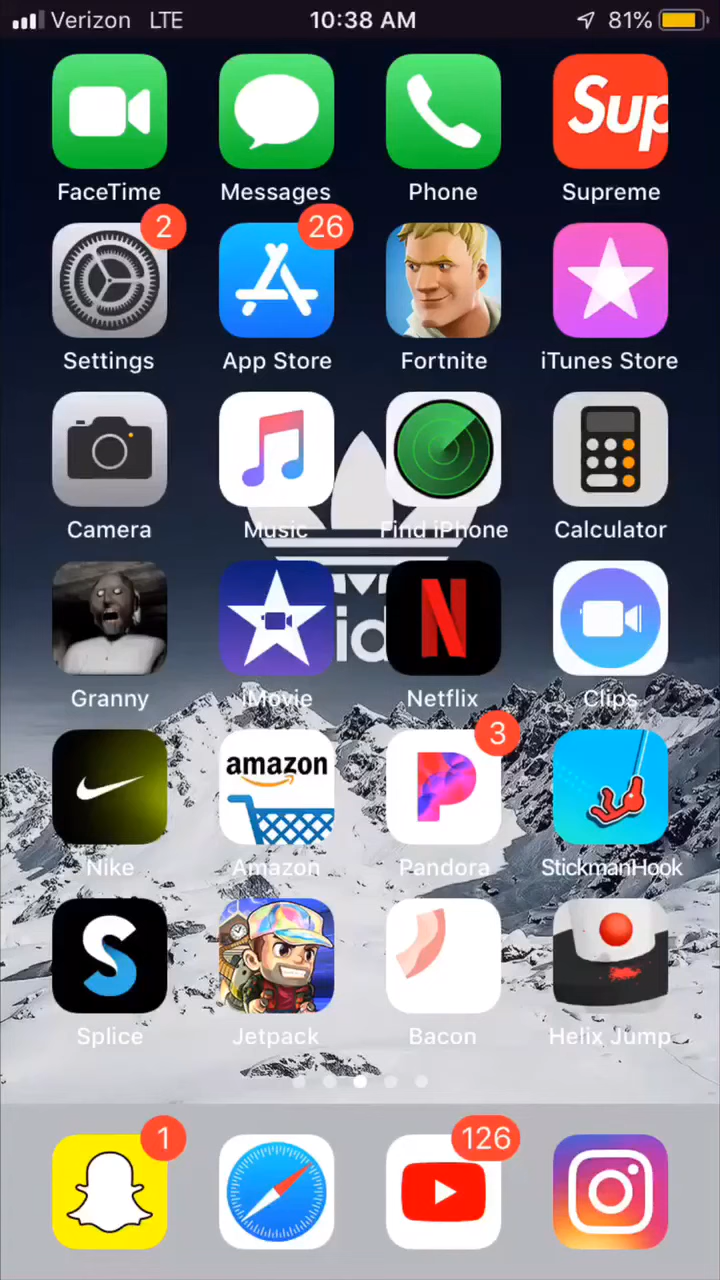 Verizon LTE 10:38 AM 81%
Sup
FaceTime Messages Phone Supreme
2 26
Settings App Store Fortnite iTunes Store
Camera Music Find iPhone Calculator
id
Granny iMovie Netflix Clips
3
amazon
Nike Amazon Pandora StickmanHook
Splice Jetpack Bacon Helix Jump
1 126